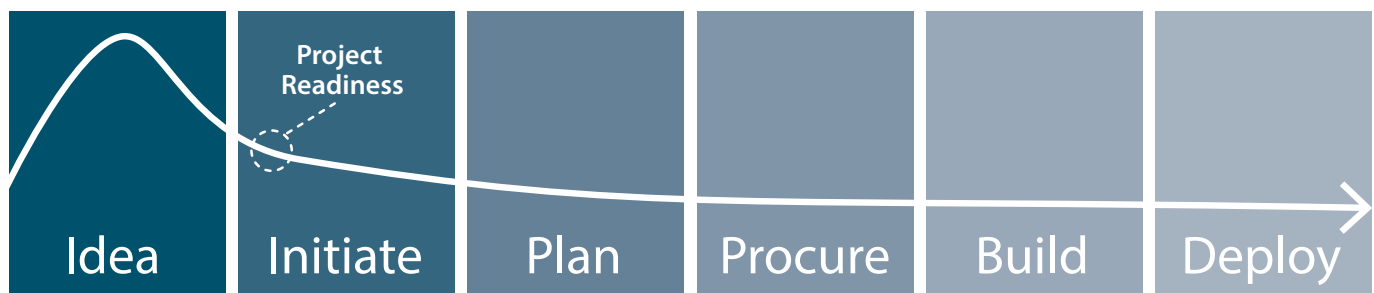 Project
Readiness
Idea
Initiate
Plan
Procure
Build
Deploy